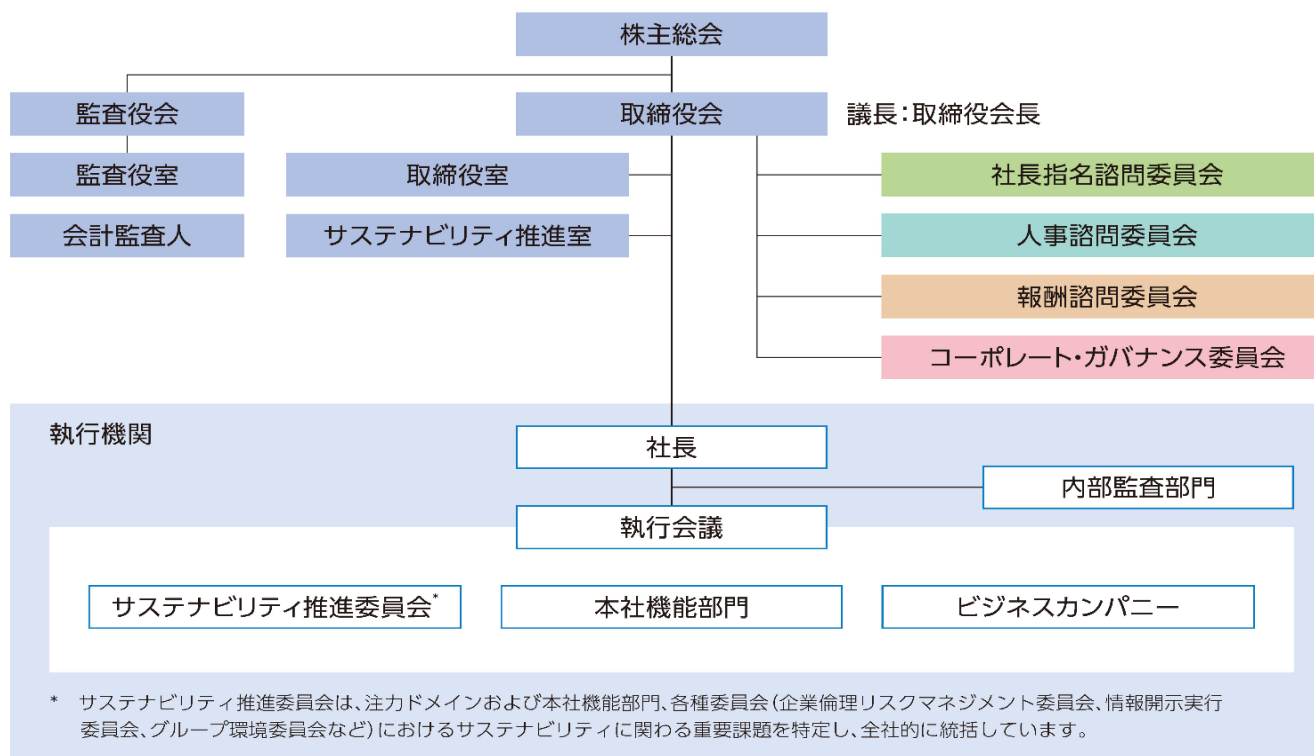 株主総会
監査役会
取締役会
議長：取締役会長
監査役室
取締役室
社長指名諮問委員会
会計監査人
サステナビリティ推進室
人事諮問委員会
報酬諮問委員会
コーポレート・ガバナンス委員会
執行機関
社長
内部監査部門
執行会議
サステナビリティ推進委員会*
本社機能部門
ビジネスカンパニー
* サステナビリティ推進委員会は、注力ドメインおよび本社機能部門、各種委員会（企業倫理リスクマネジメント委員会、情報開示実行
委員会、グループ環境委員会など）におけるサステナビリティに関わる重要課題を特定し、全社的に統括しています。